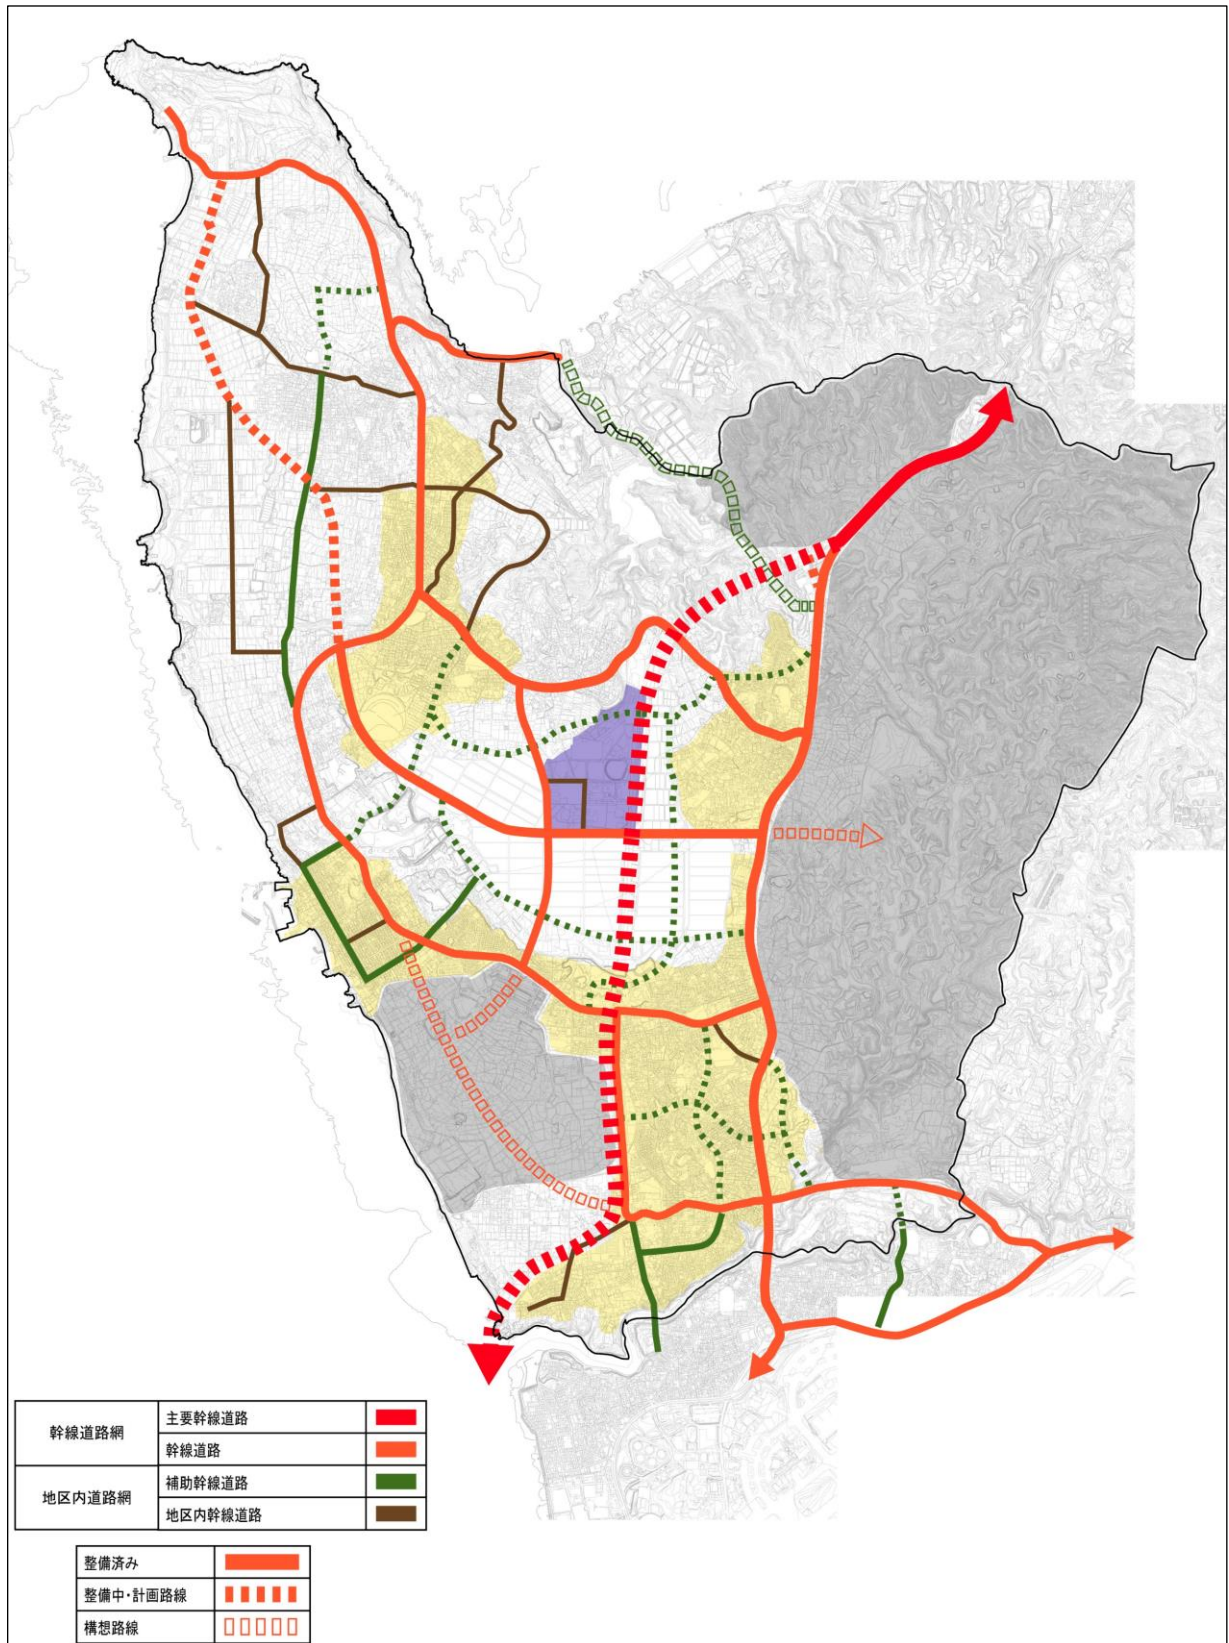 幹線道路網
主要幹線道路
幹線道路
地区内道路網
補助幹線道路
地区内幹線道路
整備済み
整備中・計画路線
構想路線